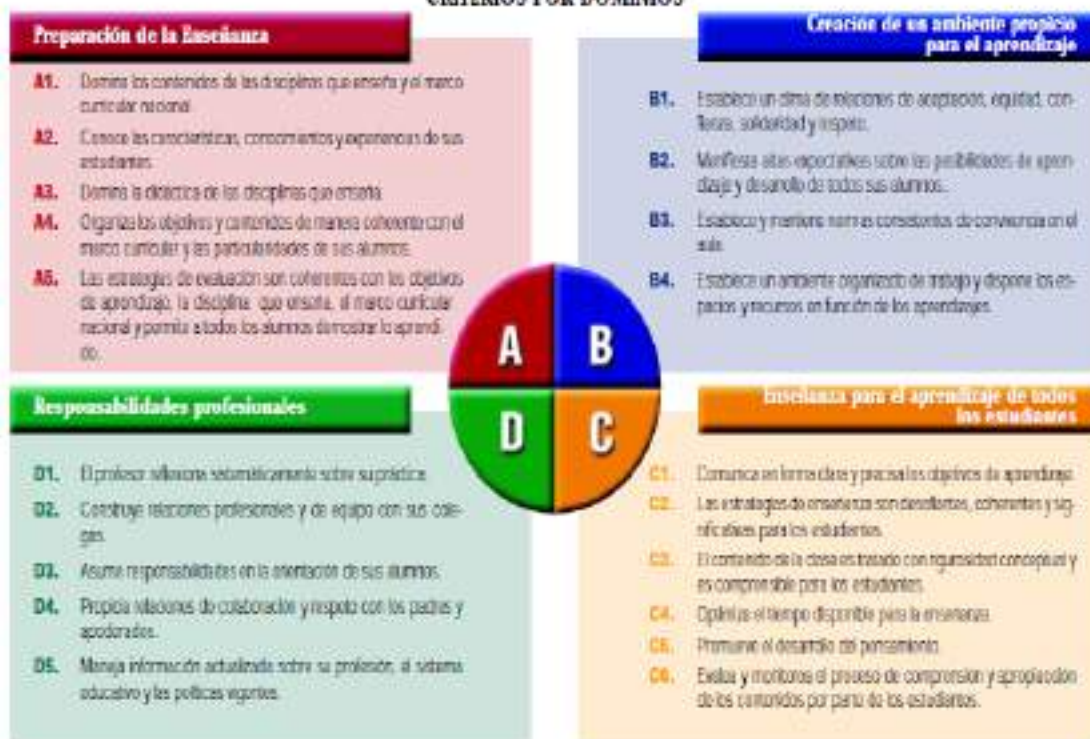 CRITERIOS POR DOMINIOS
Preparación de la Enseñanza
A1. Domina los contenidos de las disciplinas que enseña y el marco
curricular nacional.
A2. Conoce las características, conocimientos y experiencias de sus
estudiantes.
A3. Domina la didáctica de las disciplinas que enseña.
A4. Organiza los objetivos y contenidos de manera coherente con el
marco curricular y las particularidades de sus alumnos.
A5. Las estrategias de evaluación son coherentes con los objetivos
de aprendizaje, la disciplina que enseña, el marco curricular
nacional y permite a todos los alumnos demostrar lo aprendi-
do.
Creación de un ambiente propicio
para el aprendizaje
B1. Establece un clima de relaciones de aceptación, equidad, con-
fianza, solidaridad y respeto.
B2. Manifiesta altas expectativas sobre las posibilidades de apren-
dizaje y desarrollo de todos sus alumnos.
B3. Establece y mantiene normas consistentes de convivencia en el
aula.
B4. Establece un ambiente organizado de trabajo y dispone los es-
pacios y recursos en función de los aprendizajes.
A B
D C
Responsabilidades profesionales
D1. El profesor reflexiona sistemáticamente sobre su práctica.
D2. Construye relaciones profesionales y de equipo con sus cole-
gas.
D3. Asume responsabilidades en la orientación de sus alumnos.
D4. Propicia relaciones de colaboración y respeto con los padres y
apoderados.
D5. Maneja información actualizada sobre su profesión, el sistema
educativo y las políticas vigentes.
Enseñanza para el aprendizaje de todos
los estudiantes
C1. Comunica en forma clara y precisa los objetivos de aprendizaje.
C2. Las estrategias de enseñanza son desafiantes, coherentes y sig-
nificativas para los estudiantes.
C3. El contenido de la clase es tratado con rigurosidad conceptual y
es comprensible para los estudiantes.
C4. Optimiza el tiempo disponible para la enseñanza.
C5. Promueve el desarrollo del pensamiento.
C6. Evalúa y monitorea el proceso de comprensión y apropiación
de los contenidos por parte de los estudiantes.